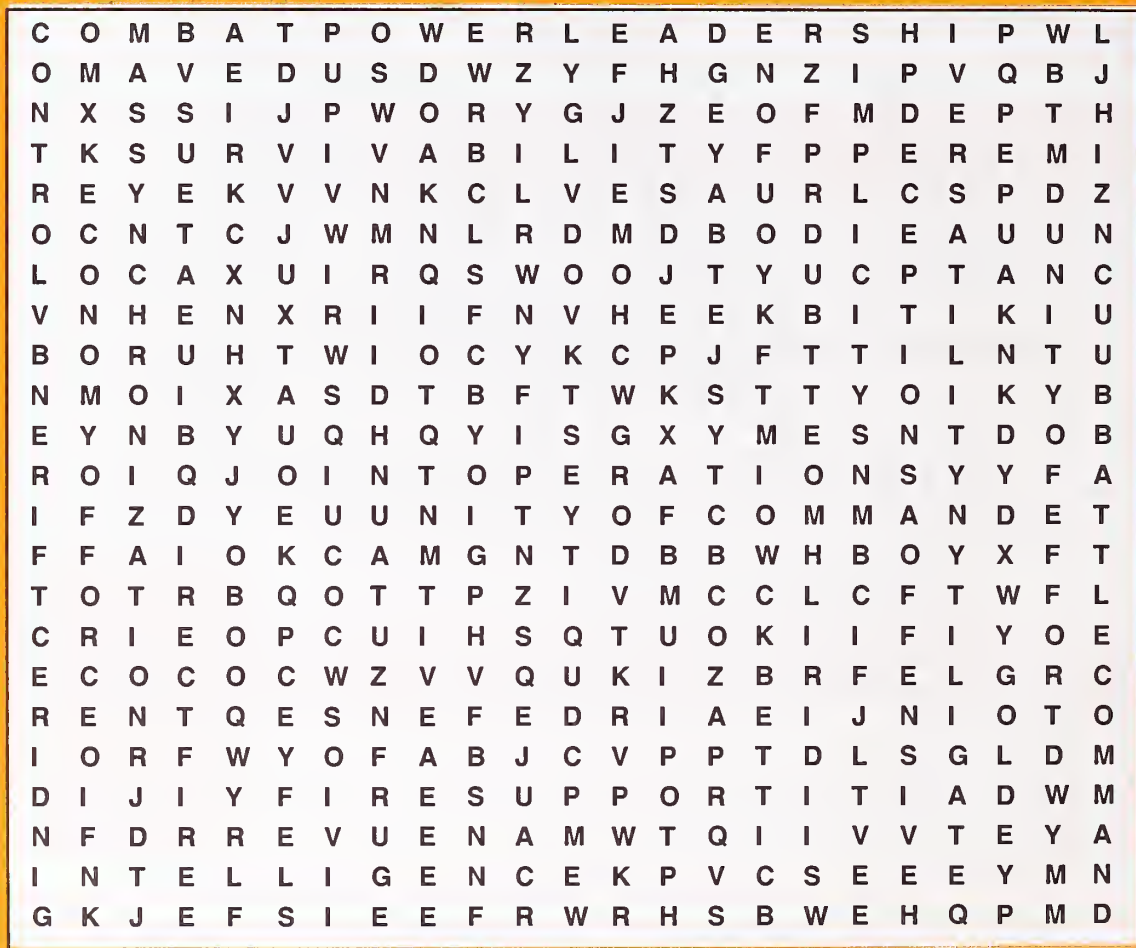 C O M B A T P O W E R L E A D E R S H I P W L
O M A V E D U S D W Z Y F H G N Z I P V Q B J
N X S S I J P W O R Y G J Z E O F M D E P T H
T K S U R V I V A B I L I T Y F P P E R E M I
R E Y E K V V N K C L V E S A U R L C S P D Z
O C N T C J W M N L R D M D B O D I E A U U N
L O C A X U I R Q S W O O J T Y U C P T A N C
V N H E N X R I I F N V H E E K B I T I K I U
B O R U H T W I O C Y K C P J F T T I L N T U
N M O I X A S D T B F T W K S T T Y O I K Y B
E Y N B Y U Q H Q Y I S G X Y M E S N T D O B
R O I Q J O I N T O P E R A T I O N S Y Y F A
I F Z D Y E U U N I T Y O F C O M M A N D E T
F F A I O K C A M G N T D B B W H B O Y X F T
T O T R B Q O T T P Z I V M C C L C F T W F L
C R I E O P C U I H S Q T U O K I I F I Y O E
E C O C O C W Z V V Q U K I Z B R F E L G R C
R E N T Q E S N E F E D R I A E I J N I O T O
I O R F W Y O F A B J C V P P T D L S G L D M
D I J I Y F I R E S U P P O R T I T I A D W M
N F D R R E V U E N A M W T Q I I V V T E Y A
I N T E L L I G E N C E K P V C S E E E Y M N
G K J E F S I E E F R W R H S B W E H Q P M D